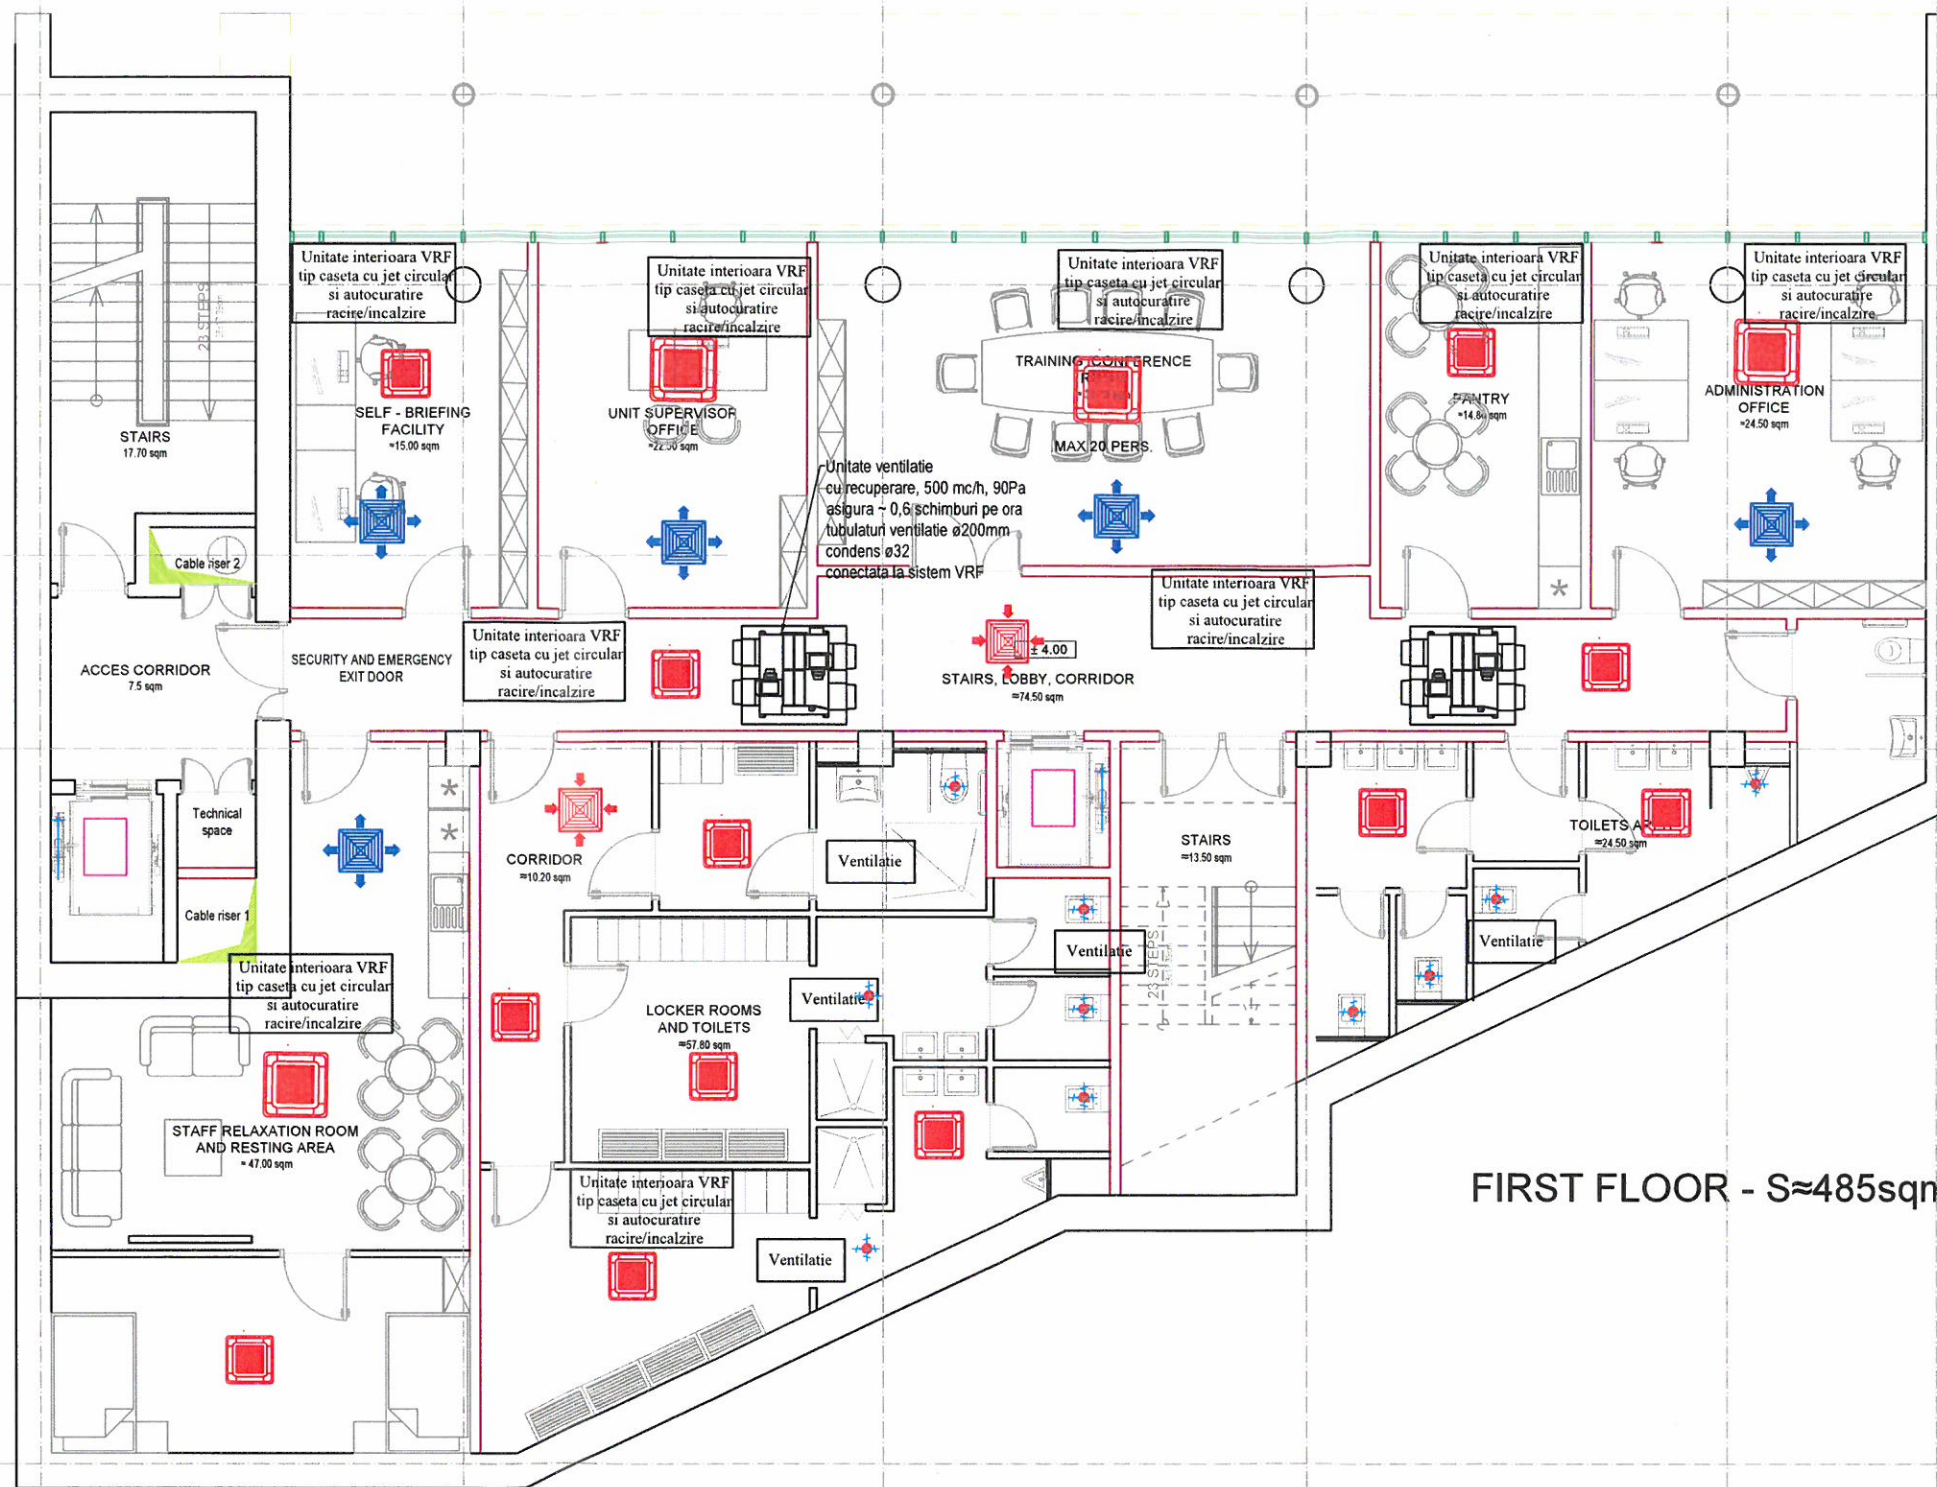 Unitate interioara VRF
tip caseta cu jet circular
si autocuratire
racire/incalzire
Unitate interioara VRF
tip caseta cu jet circular
si autocuratire
racire/incalzire
Unitate interioara VRF
tip caseta cu jet circular
si autocuratire
racire/incalzire
Unitate interioara VRF
tip caseta cu jet circular
si autocuratire
racire/incalzire
Unitate interioara VRF
tip caseta cu jet circular
si autocuratire
racire/incalzire
23 STEPS
STAIRS
17.70 sqm
SELF - BRIEFING
FACILITY
≈15.00 sqm
UNIT SUPERVISOR
OFFICE
≈22.50 sqm
TRAINING, CONFERENCE
MAX 20 PERS.
PANTRY
≈14.84 sqm
ADMINISTRATION
OFFICE
≈24.50 sqm
Unitate ventilatie
cu recuperare, 500 mc/h, 90Pa
asigura ~ 0,6 schimburi pe ora
tubulaturi ventilatie ø200mm
condens ø32
conectata la sistem VRF
Cable riser 2
Unitate interioara VRF
tip caseta cu jet circular
si autocuratire
racire/incalzire
Unitate interioara VRF
tip caseta cu jet circular
si autocuratire
racire/incalzire
ACCES CORRIDOR
7.5 sqm
SECURITY AND EMERGENCY
EXIT DOOR
± 4.00
STAIRS, LOBBY, CORRIDOR
≈74.50 sqm
Technical
space
Cable riser 1
CORRIDOR
≈10.20 sqm
Ventilatie
STAIRS
≈13.50 sqm
TOILETS
≈24.50 sqm
Ventilatie
23 STEPS
Ventilatie
Unitate interioara VRF
tip caseta cu jet circular
si autocuratire
racire/incalzire
Ventilatie
LOCKER ROOMS
AND TOILETS
≈57.80 sqm
STAFF RELAXATION ROOM
AND RESTING AREA
≈ 47.00 sqm
Unitate interioara VRF
tip caseta cu jet circular
si autocuratire
racire/incalzire
Ventilatie
FIRST FLOOR - S≈485sqm